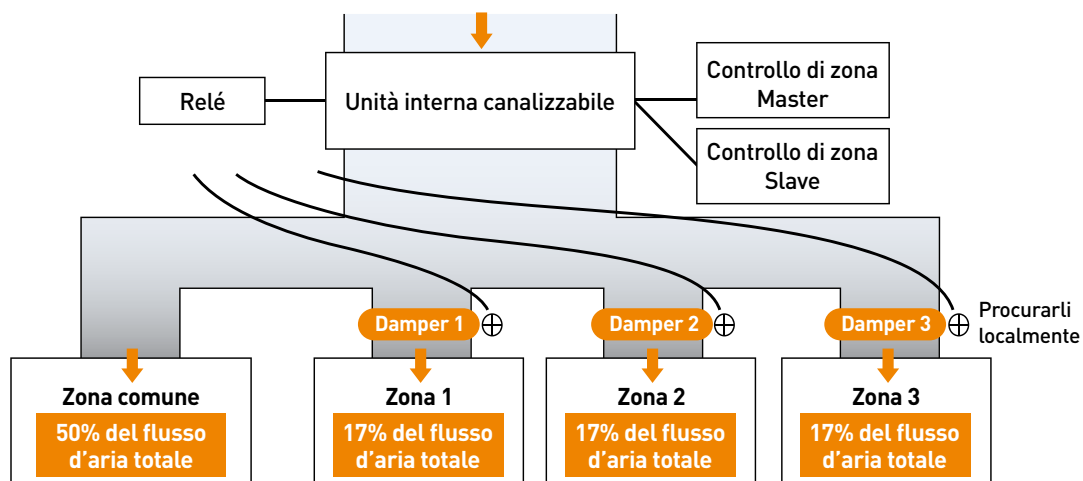 Relé
Unità interna canalizzabile
Controllo di zona
Master
Controllo di zona
Slave
Damper 1
Damper 2
Damper 3
Procurarli
localmente
Zona comune
50% del flusso
d'aria totale
Zona 1
17% del flusso
d'aria totale
Zona 2
17% del flusso
d'aria totale
Zona 3
17% del flusso
d'aria totale